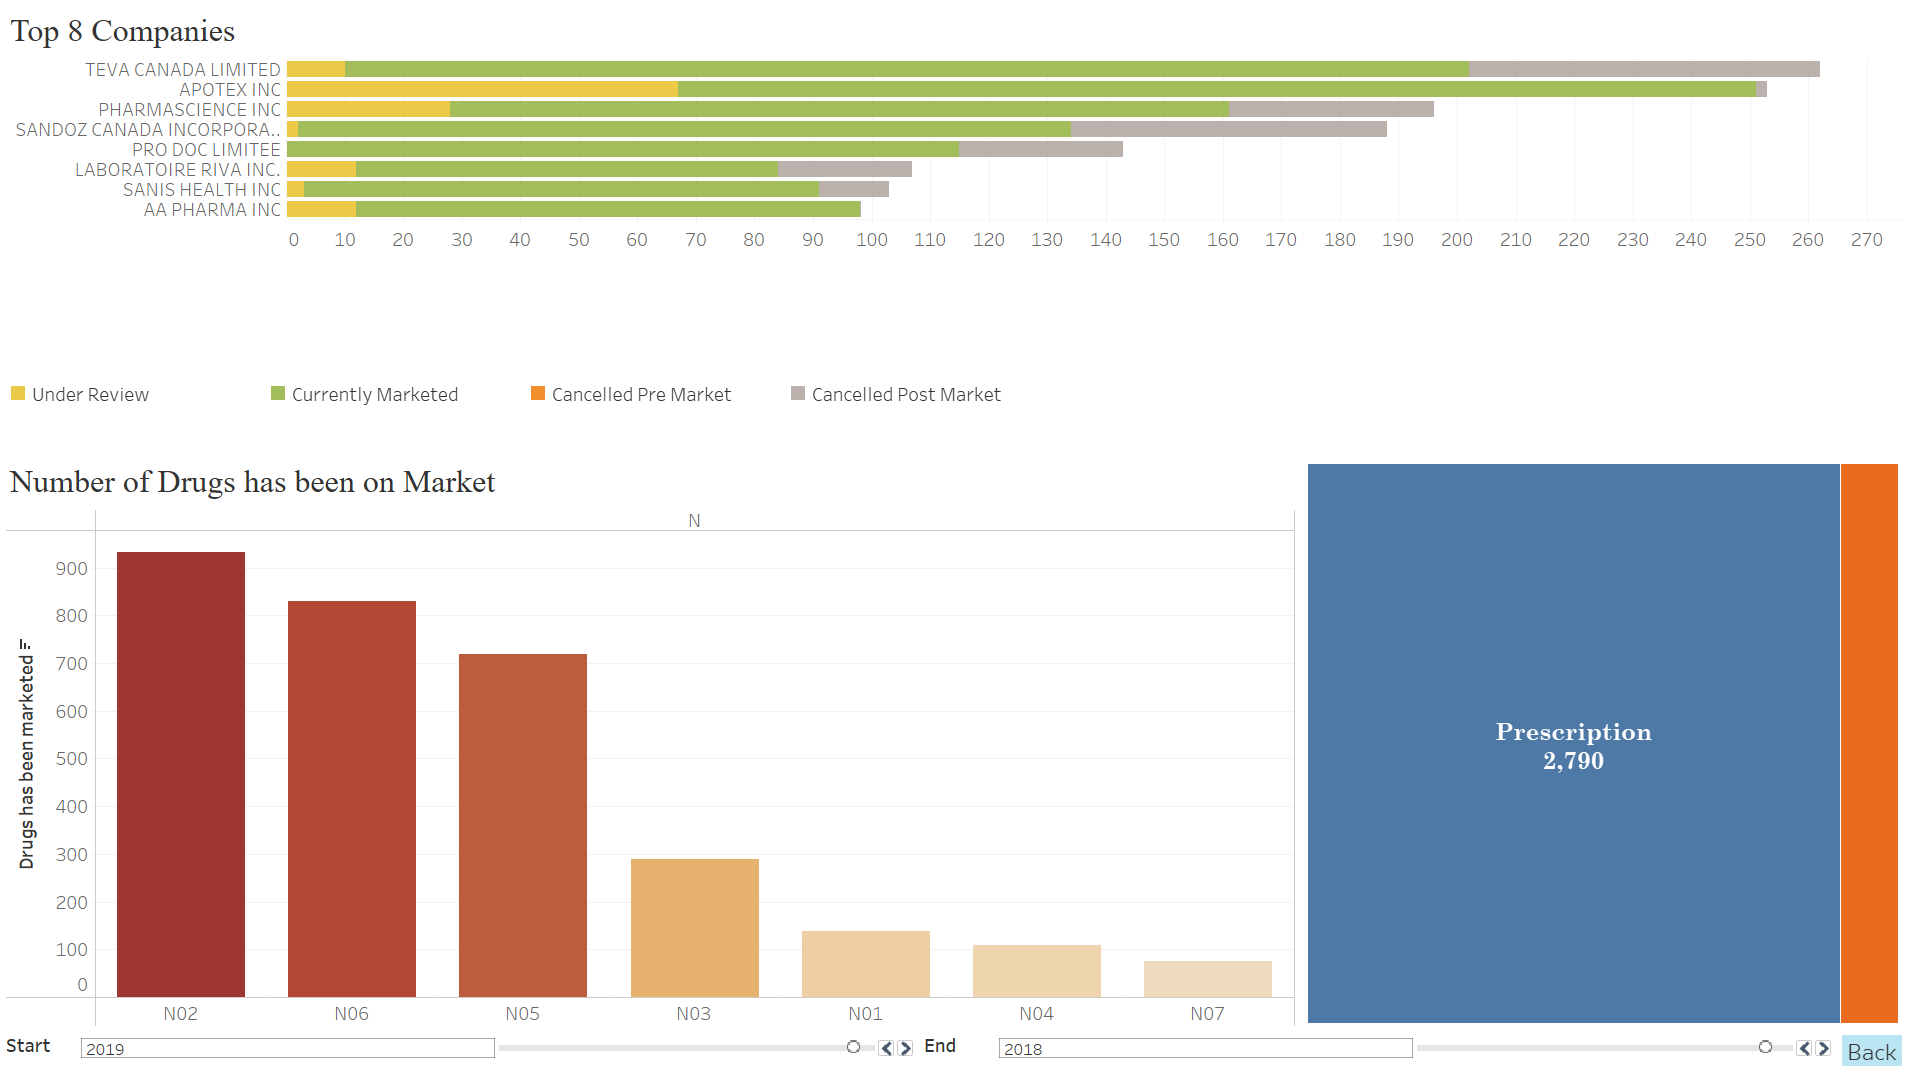 Top 8 Companies
TEVA CANADA LIMITED
APOTEX INC
PHARMASCIENCE INC
SANDOZ CANADA INCORPORA..
PRO DOC LIMITEE
LABORATOIRE RIVA INC.
SANIS HEALTH INC
AA PHARMA INC
0 10 20 30 40 50 60 70 80 90 100 110 120 130 140 150 160 170 180 190 200 210 220 230 240 250 260 270
Under Review Currently Marketed Cancelled Pre Market Cancelled Post Market
Number of Drugs has been on Market
N
Drugs has been marketed
900
800
700
600
500
400
300
200
100
0
N02 N06 N05 N03 N01 N04 N07
Prescription
2,790
Start 2019 End 2018 Back